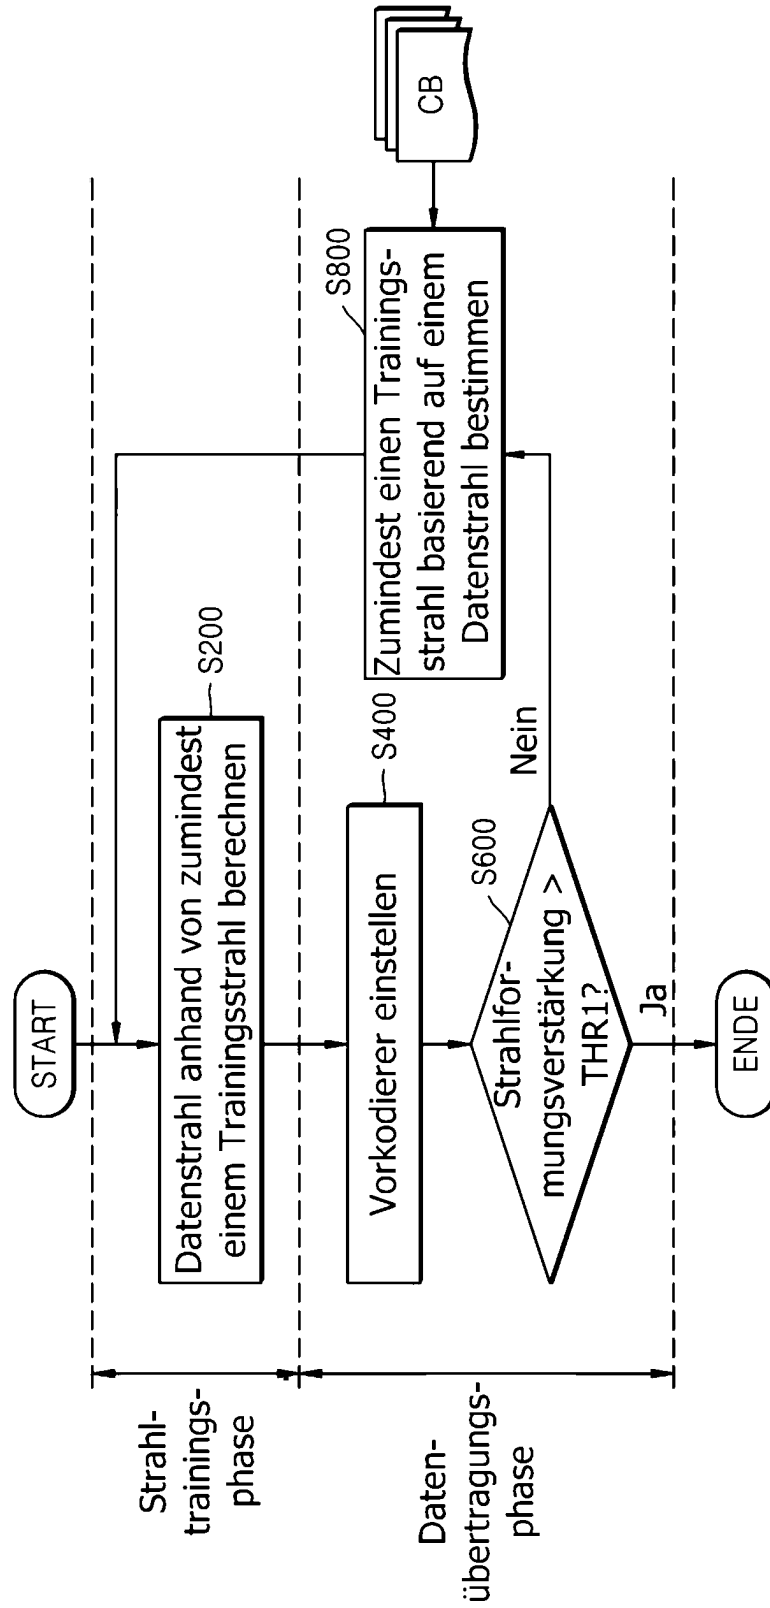 START
Strahl-
trainings-
phase
Datenstrahl anhand von zumindest
einem Trainingsstrahl berechnen
S200
Daten-
übertragungs-
phase
Vorkodierer einstellen
S400
Strahlfor-
mungsverstärkung >
THR1?
S600
Nein
Ja
Zumindest einen Trainings-
strahl basierend auf einem
Datenstrahl bestimmen
S800
CB
ENDE